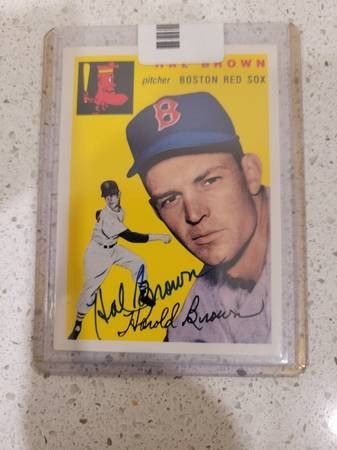 HAL BROWN
pitcher BOSTON RED SOX
B
Hal Brown
Harold Brown